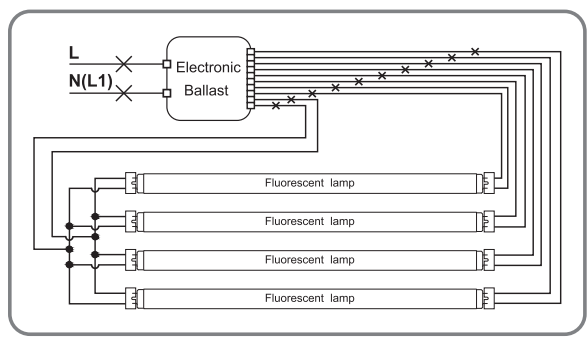 L
N(L1)
Electronic
Ballast
Fluorescent lamp
Fluorescent lamp
Fluorescent lamp
Fluorescent lamp